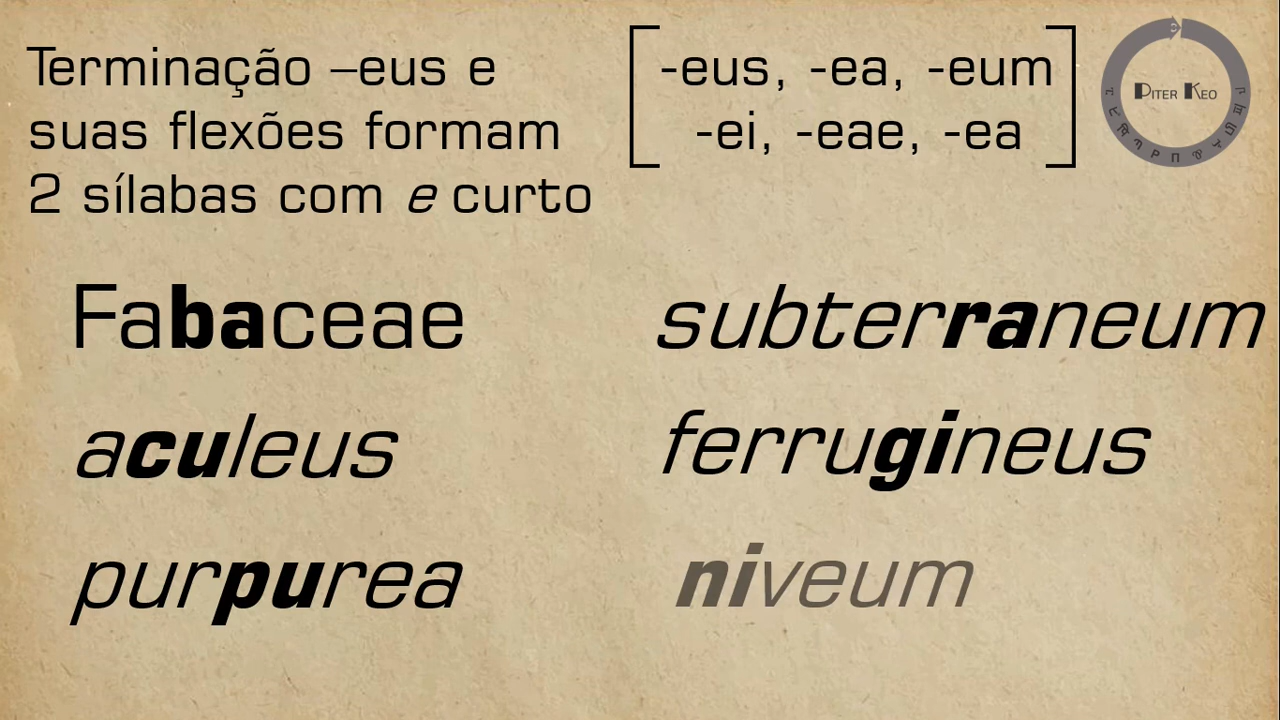 Terminação –eus e
suas flexões formam
2 sílabas com e curto
-eus, -ea, -eum
-ei, -eae, -ea
PITER KEO
Fabaceae
subterraneum
aculeus
ferrugineus
purpurea
niveum